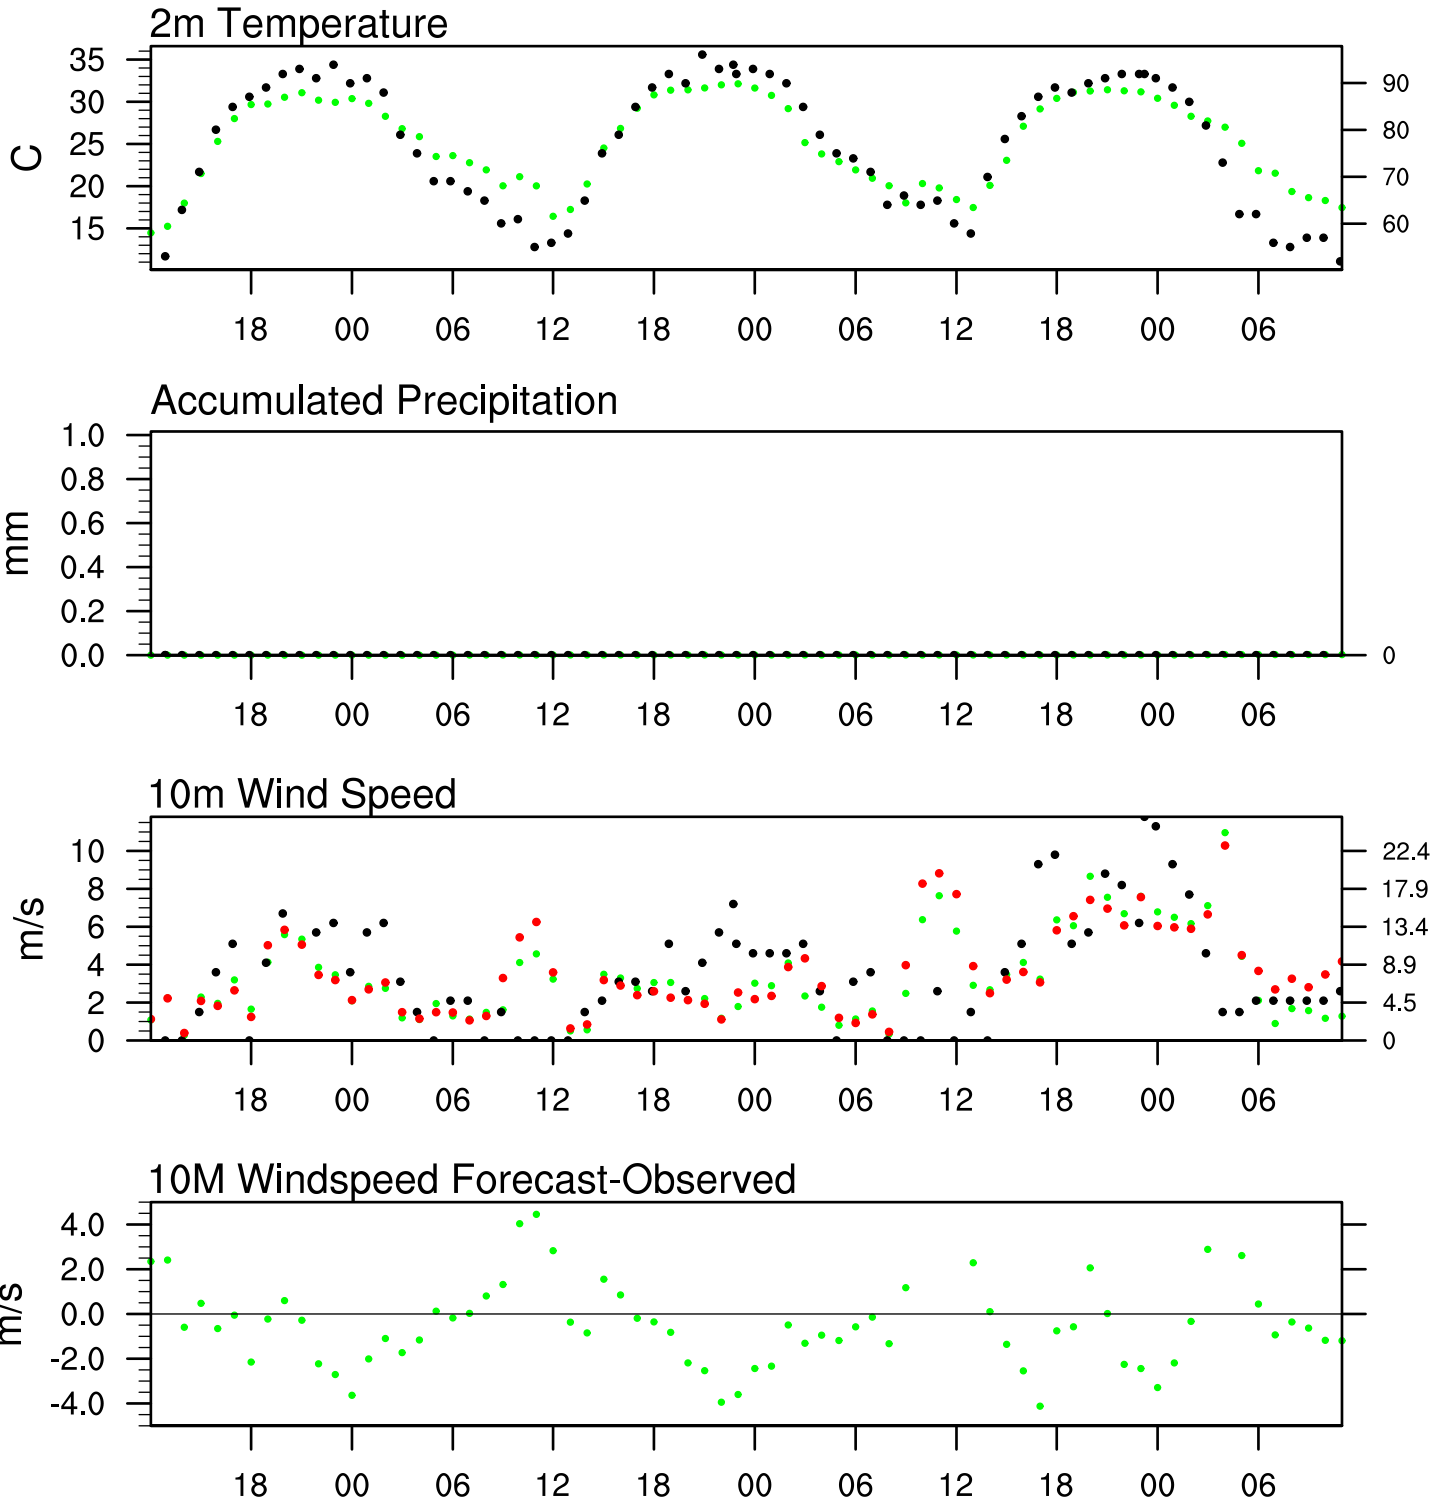 2m Temperature
35
30
25
20
15
C
90
80
70
60
18 00 06 12 18 00 06 12 18 00 06
Accumulated Precipitation
1.0
0.8
0.6
0.4
0.2
0.0
mm
0
18 00 06 12 18 00 06 12 18 00 06
10m Wind Speed
10
8
6
4
2
0
m/s
22.4
17.9
13.4
8.9
4.5
0
18 00 06 12 18 00 06 12 18 00 06
10M Windspeed Forecast-Observed
4.0
2.0
0.0
-2.0
-4.0
m/s
18 00 06 12 18 00 06 12 18 00 06